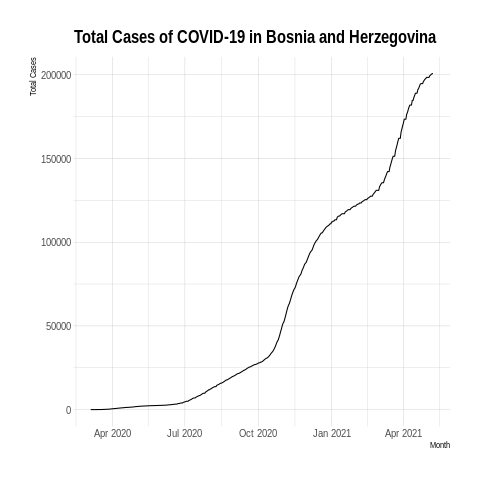 Total Cases of COVID-19 in Bosnia and Herzegovina
Total Cases
200000
150000
100000
50000
0
Apr 2020 Jul 2020 Oct 2020 Jan 2021 Apr 2021
Month